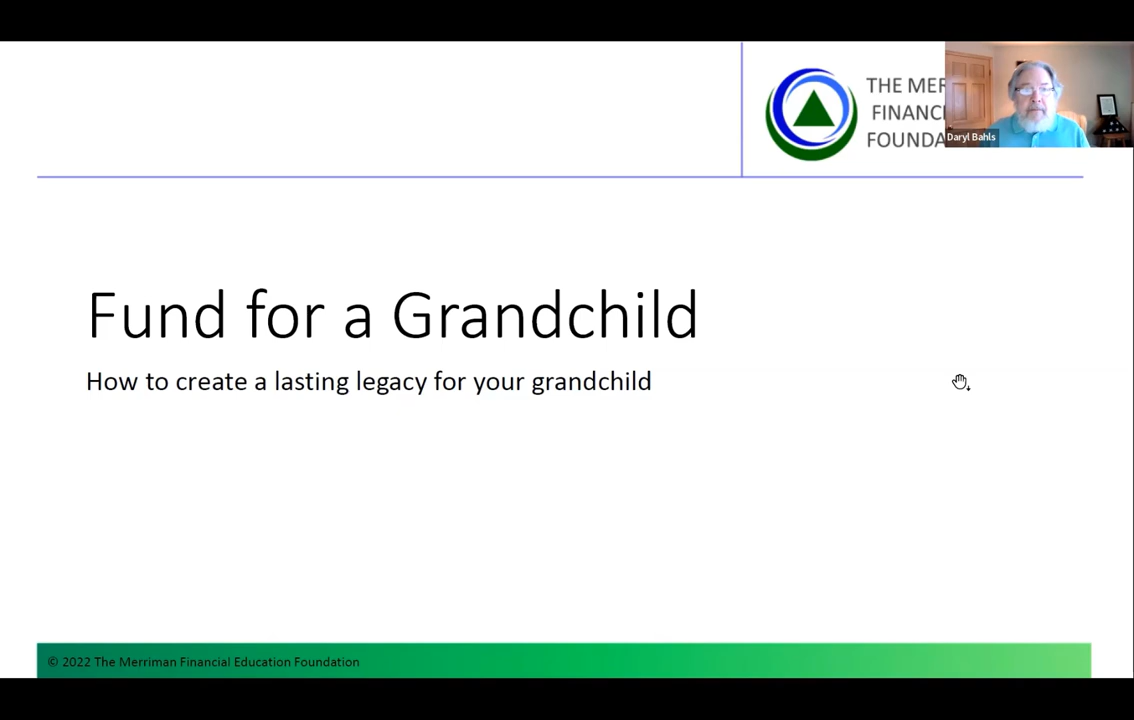 THE
FINANC
FOUNDA
Daryl Bahls
Fund for a Grandchild
How to create a lasting legacy for your grandchild
© 2022 The Merriman Financial Education Foundation